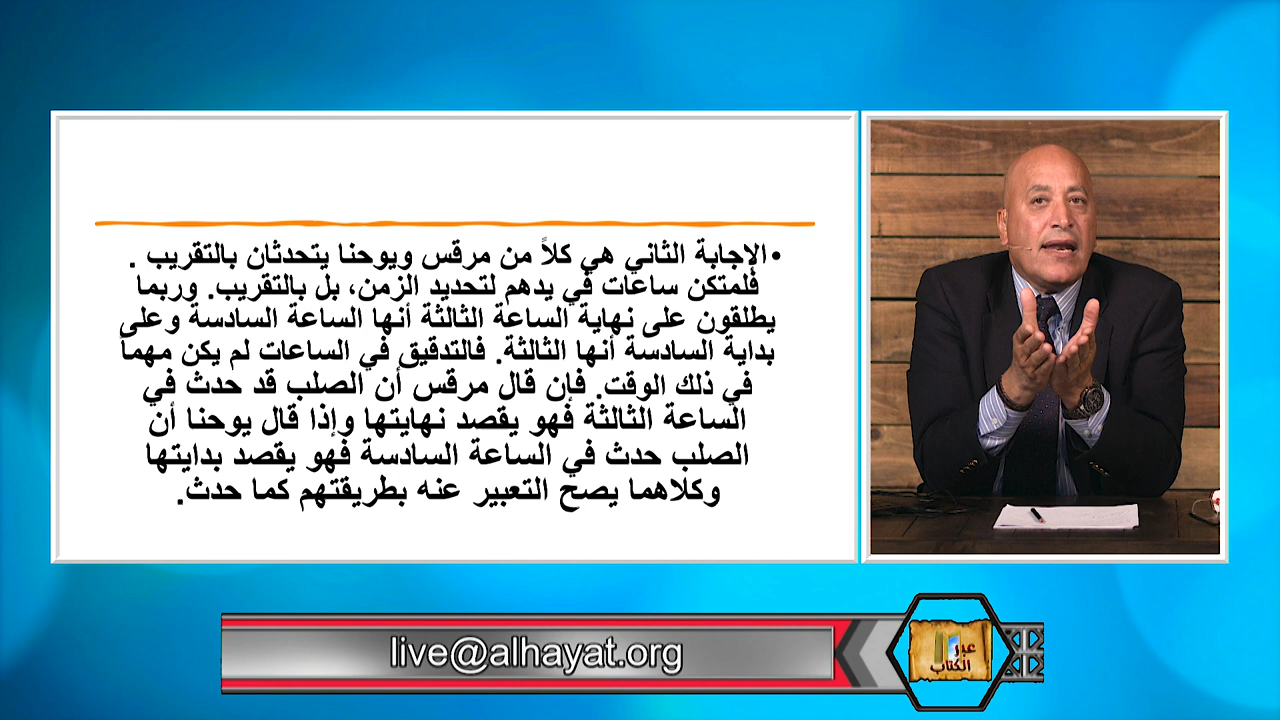 •الإجابة الثاني هي كلاً من مرقس ويوحنا يتحدثان بالتقريب .
فلمتكن ساعات في يدهم لتحديد الزمن، بل بالتقريب. وربما
يطلقون على نهاية الساعة الثالثة أنها الساعة السادسة وعلى
بداية السادسة أنها الثالثة. فالتدقيق في الساعات لم يكن مهماً
في ذلك الوقت. فإن قال مرقس أن الصلب قد حدث في
الساعة الثالثة فهو يقصد نهايتها وإذا قال يوحنا أن
الصلب حدث في الساعة السادسة فهو يقصد بدايتها
وكلاهما يصح التعبير عنه بطريقتهم كما حدث.
live@alhayat.org
عبر
الكتاب